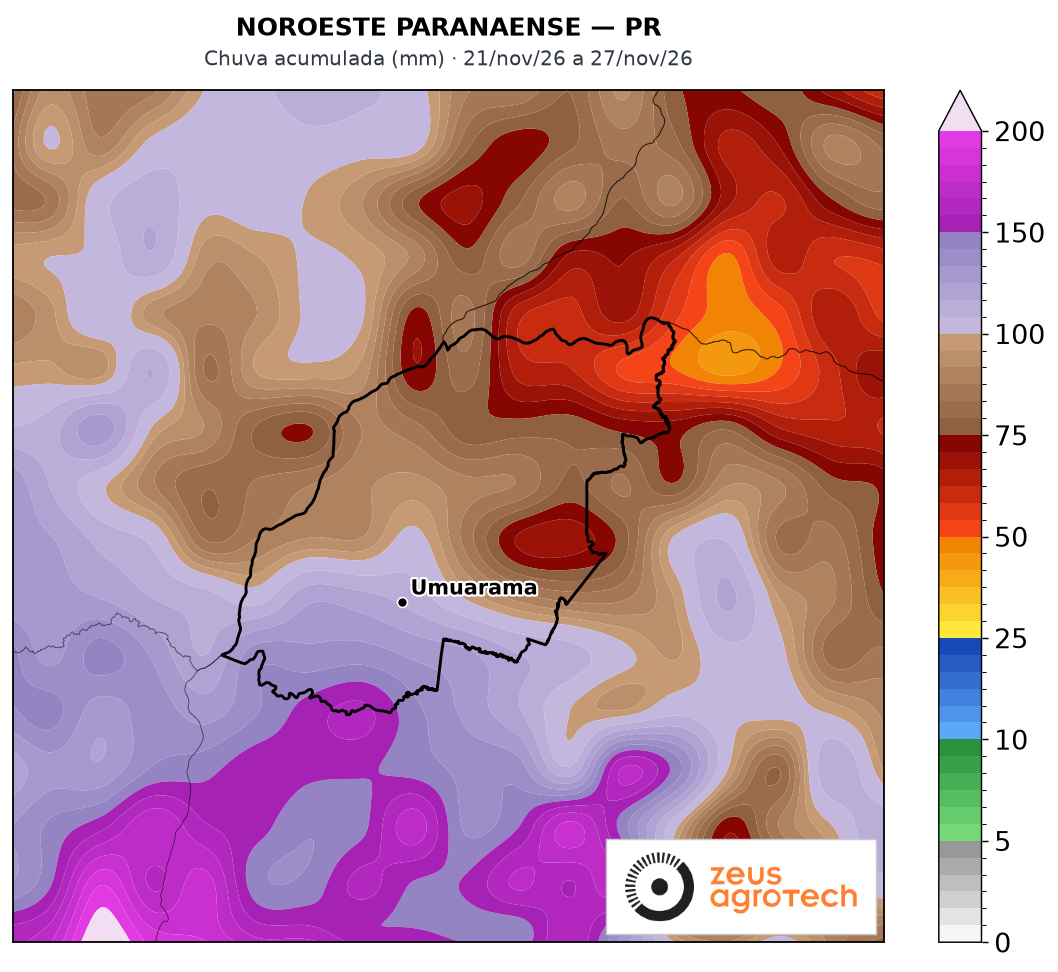 NOROESTE PARANAENSE — PR
Chuva acumulada (mm) · 21/nov/26 a 27/nov/26
200
150
100
75
50
25
10
5
0
Umuarama
zeus
agrotech